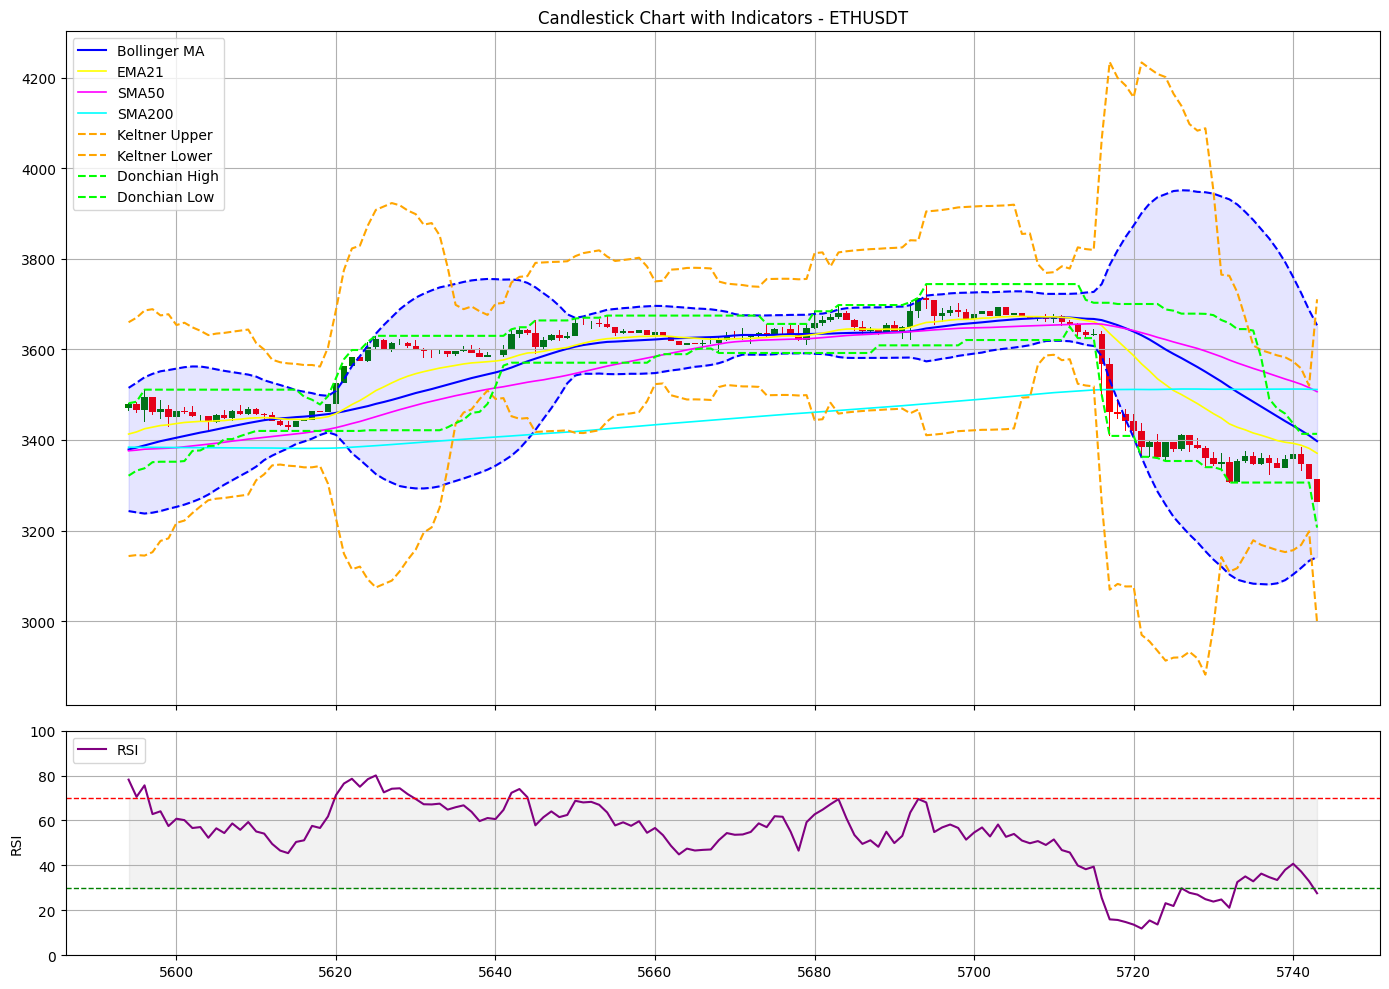 Candlestick Chart with Indicators - ETHUSDT
Bollinger MA
EMA21
SMA50
SMA200
Keltner Upper
Keltner Lower
Donchian High
Donchian Low
4200
4000
3800
3600
3400
3200
3000
RSI
100
80
60
40
20
0
RSI
5600
5620
5640
5660
5680
5700
5720
5740